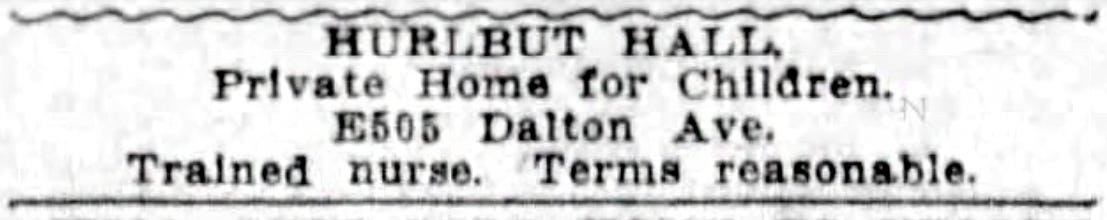 HURLBUT HALL,
Private Home for Children.
E505 Dalton Ave.
Trained nurse. Terms reasonable.